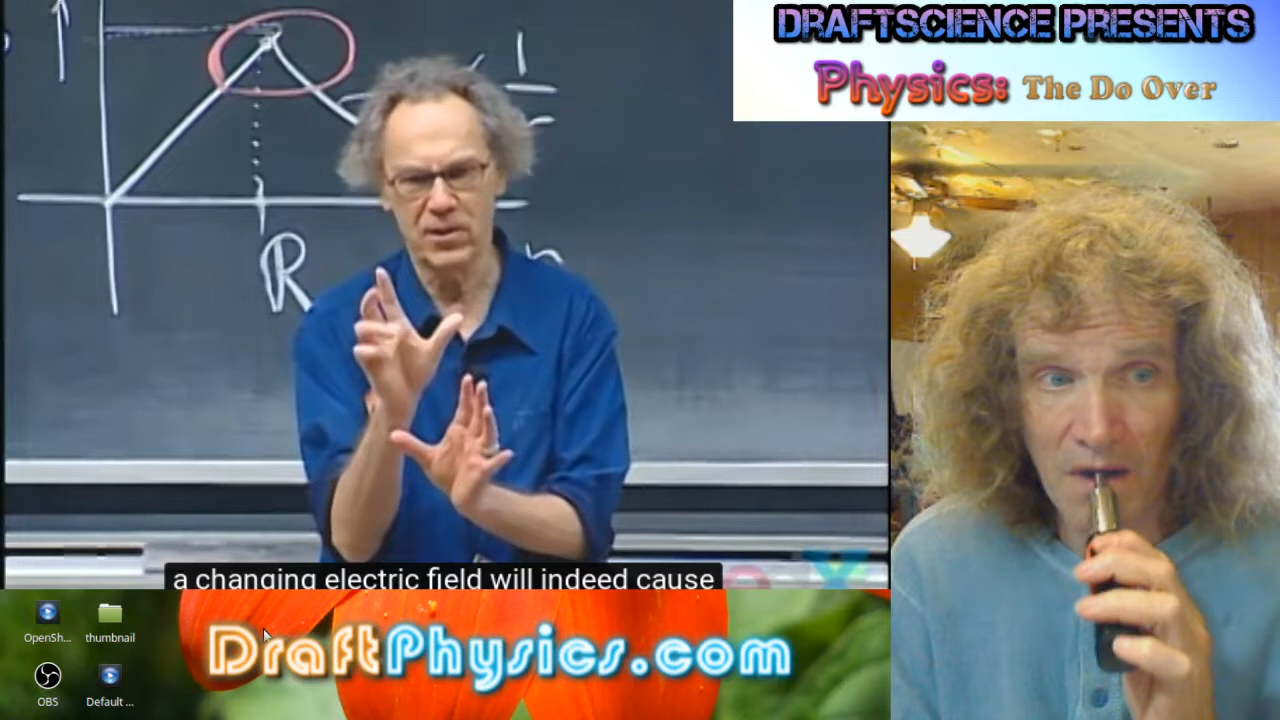 DRAFTSCIENCE PRESENTS
Physics: The Do Over
R
a changing electric field will indeed cause
DraftPhysics.com
OpenSh... thumbnail
OBS Default ...